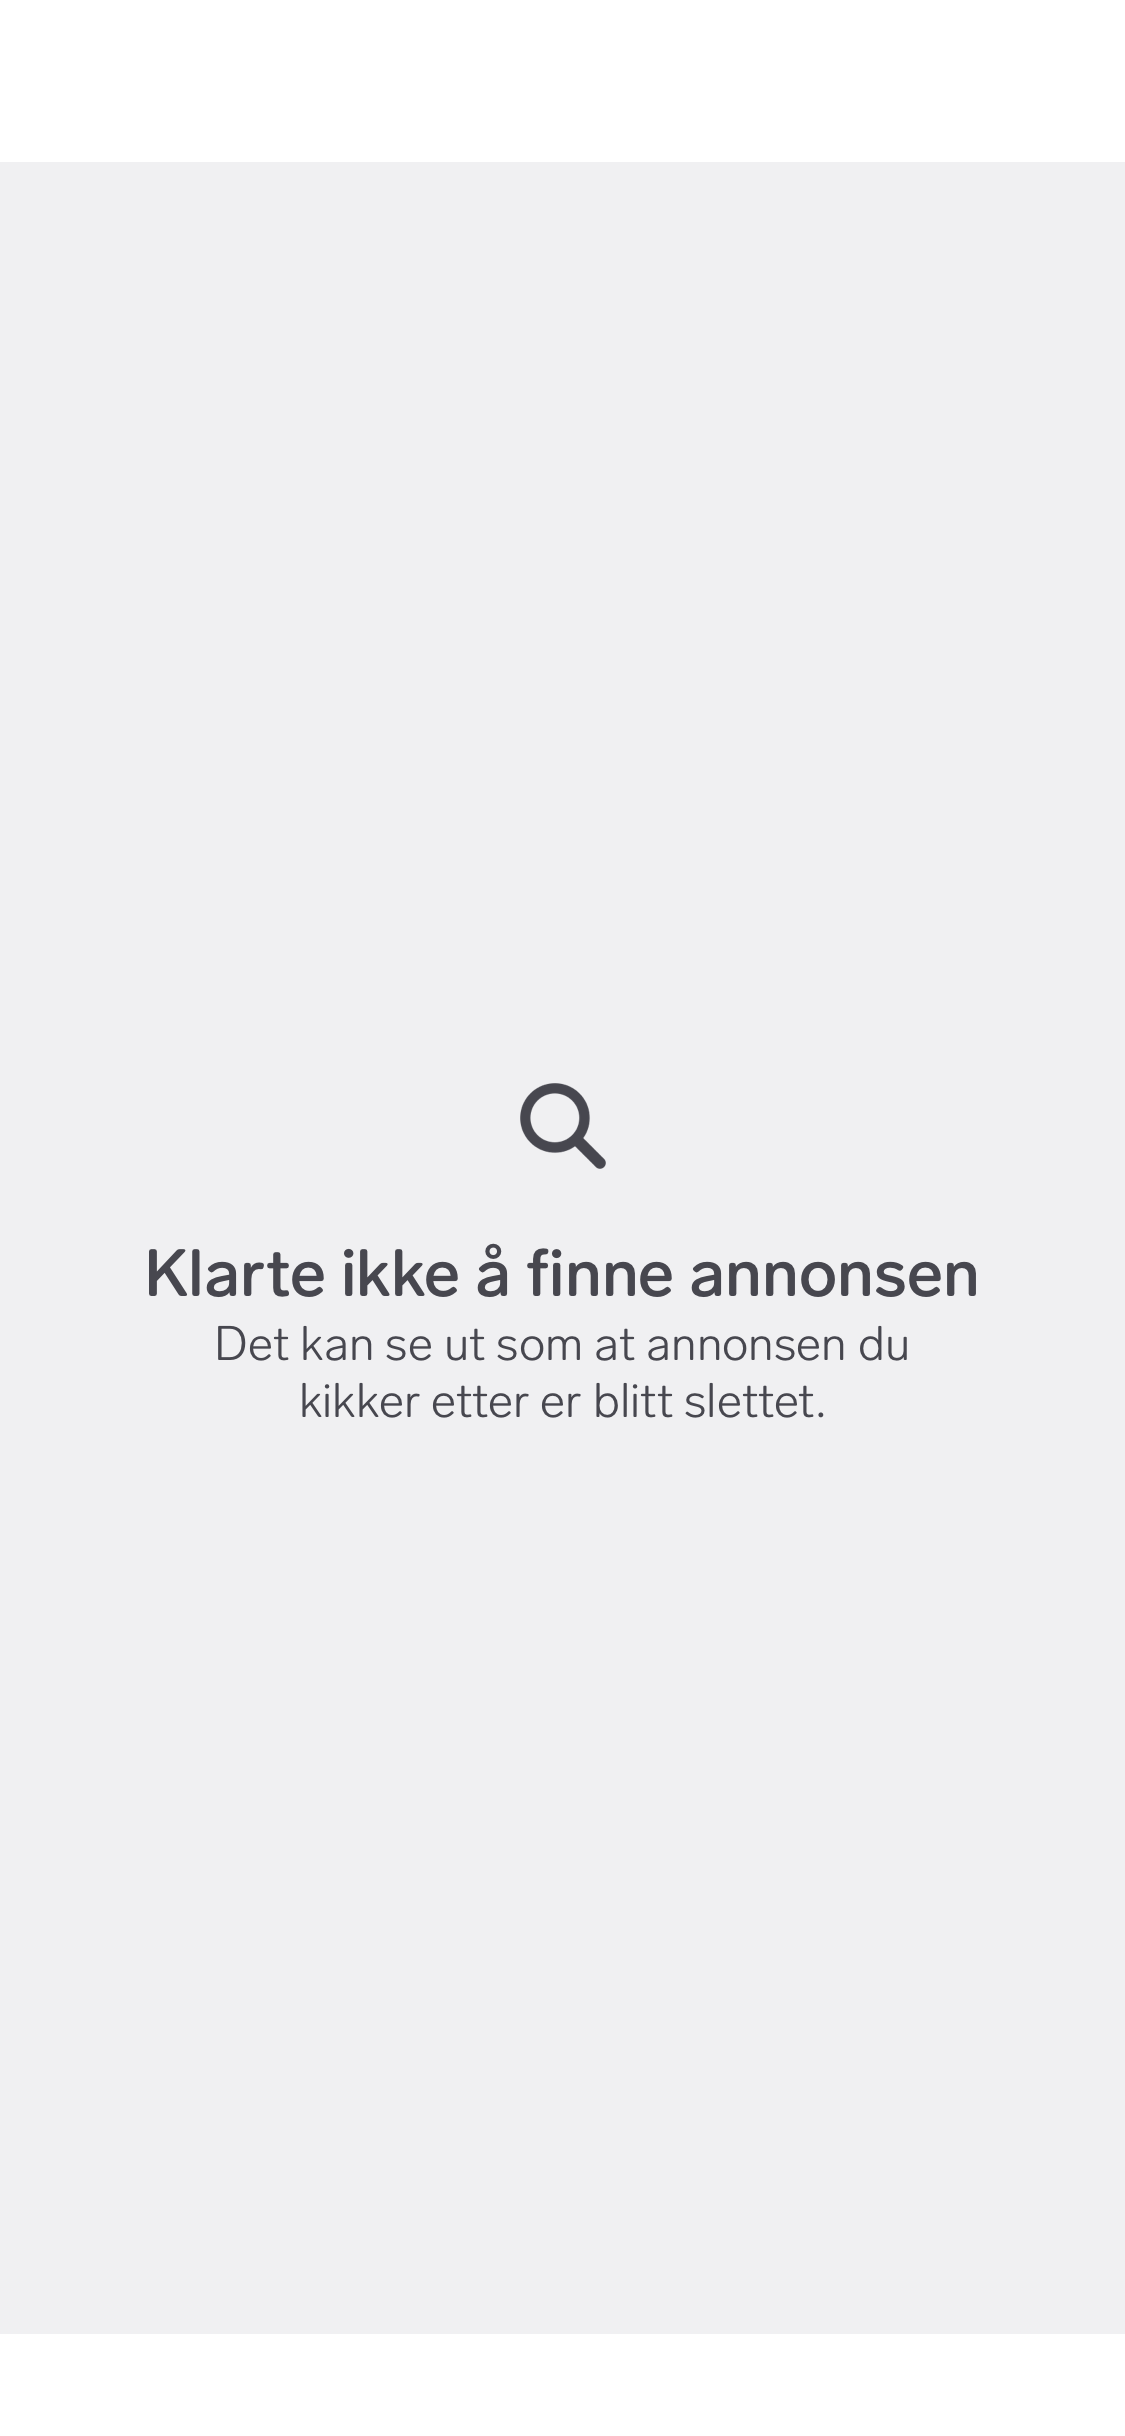 Klarte ikke å finne annonsen
Det kan se ut som at annonsen du
kikker etter er blitt slettet.